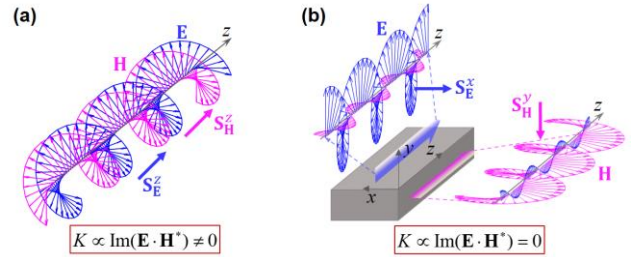 (a)
E
z
H
S_H^z
S_E^z
K ∝ Im(E · H*) ≠ 0
(b)
E
z
S_E^x
S_H^y
z
y
z
x
H
K ∝ Im(E · H*) = 0